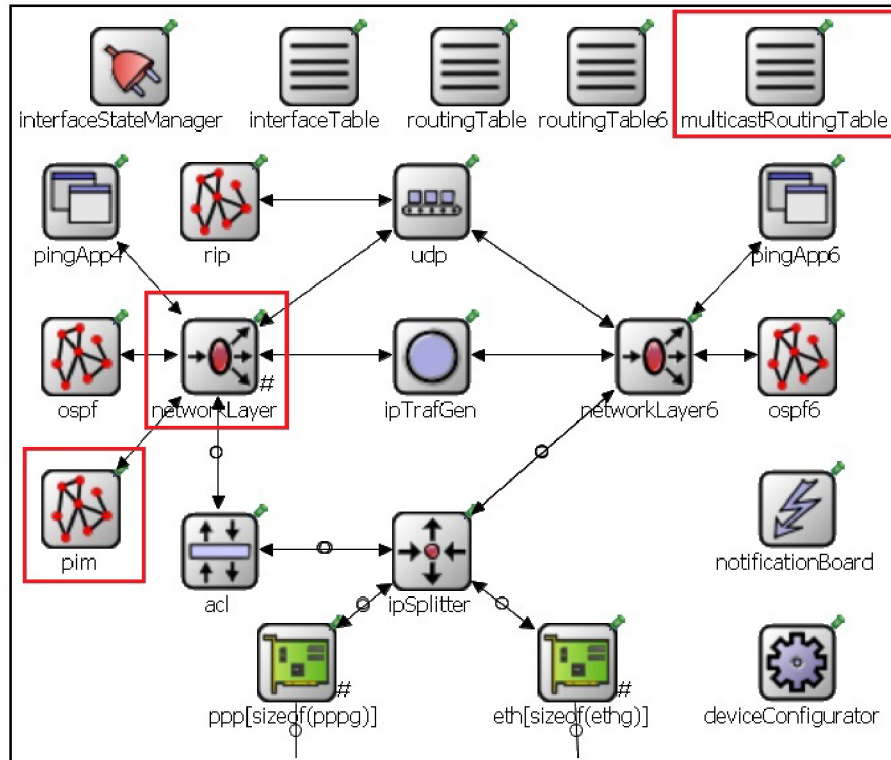 interfaceStateManager
interfaceTable
routingTable
routingTable6
multicastRoutingTable
pingApp4
rip
udp
pingApp6
ospf
#
networkLayer
ipTrafGen
networkLayer6
ospf6
pim
acl
ipSplitter
notificationBoard
#
ppp[sizeof(pppg)]
#
eth[sizeof(ethg)]
deviceConfigurator